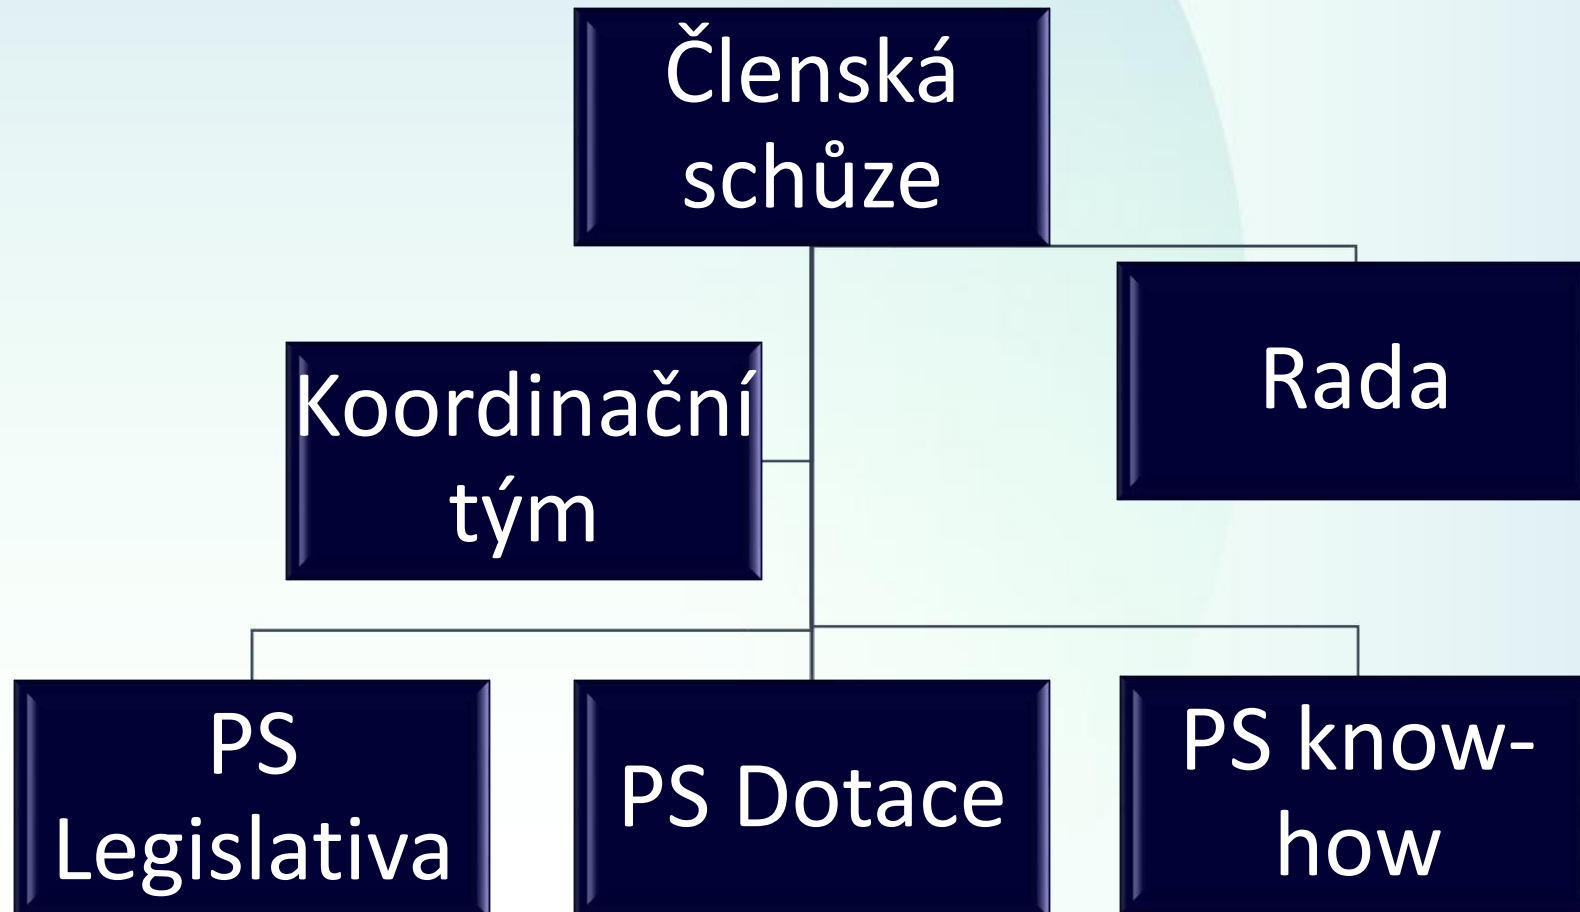 Členská
schůze
Rada
Koordinační
tým
PS
Legislativa
PS Dotace
PS know-
how